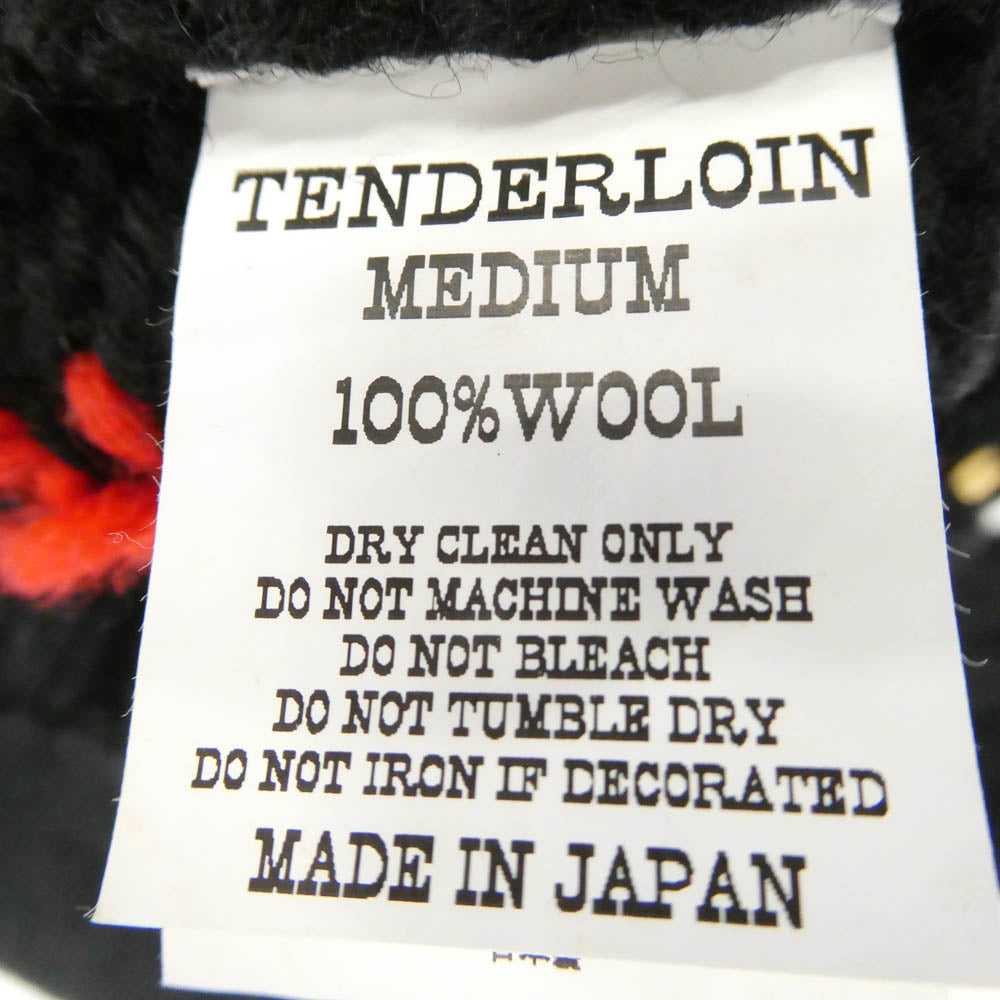 TENDERLOIN
MEDIUM
100%WOOL
DRY CLEAN ONLY
DO NOT MACHINE WASH
DO NOT BLEACH
DO NOT TUMBLE DRY
DO NOT IRON IF DECORATED
MADE IN JAPAN